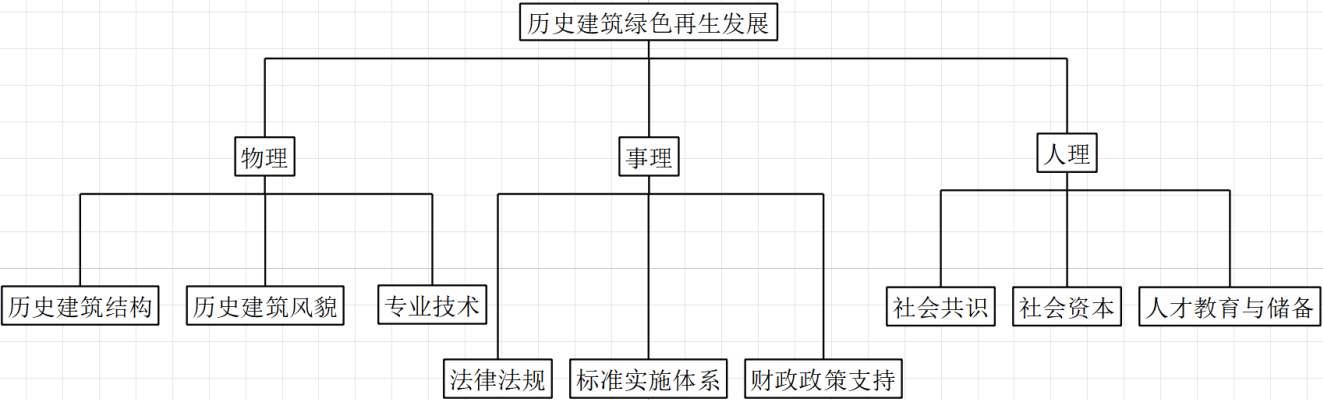 历史建筑绿色再生发展
物理
事理
人理
历史建筑结构
历史建筑风貌
专业技术
社会共识
社会资本
人才教育与储备
法律法规
标准实施体系
财政政策支持